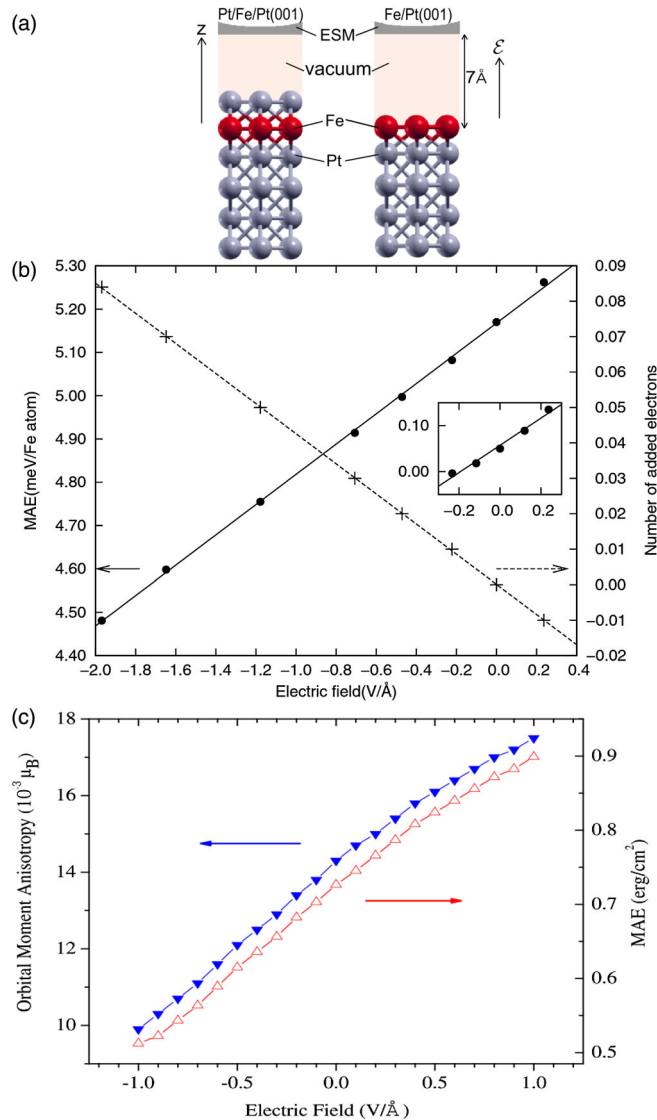 (a)
Pt/Fe/Pt(001) Fe/Pt(001)
z ESM ℰ
vacuum 7Å
Fe
Pt
(b)
5.30 0.09
0.08
5.20
0.07
5.10 0.06
5.00 0.05
0.04
4.90 0.10
0.03
4.80 0.00 0.02
4.70 -0.2 0.0 0.2 0.01
4.60 0.00
−0.01
4.50
4.40 −0.02
MAE(meV/Fe atom)
Number of added electrons
−2.0 −1.8 −1.6 −1.4 −1.2 −1.0 −0.8 −0.6 −0.4 −0.2 0.0 0.2 0.4
Electric field(V/Å)
(c)
18
0.9
16
0.8
14
0.7
12
0.6
10
0.5
Orbital Moment Anisotropy (10⁻³ μB)
MAE (erg/cm²)
-1.0 -0.5 0.0 0.5 1.0
Electric Field (V/Å)